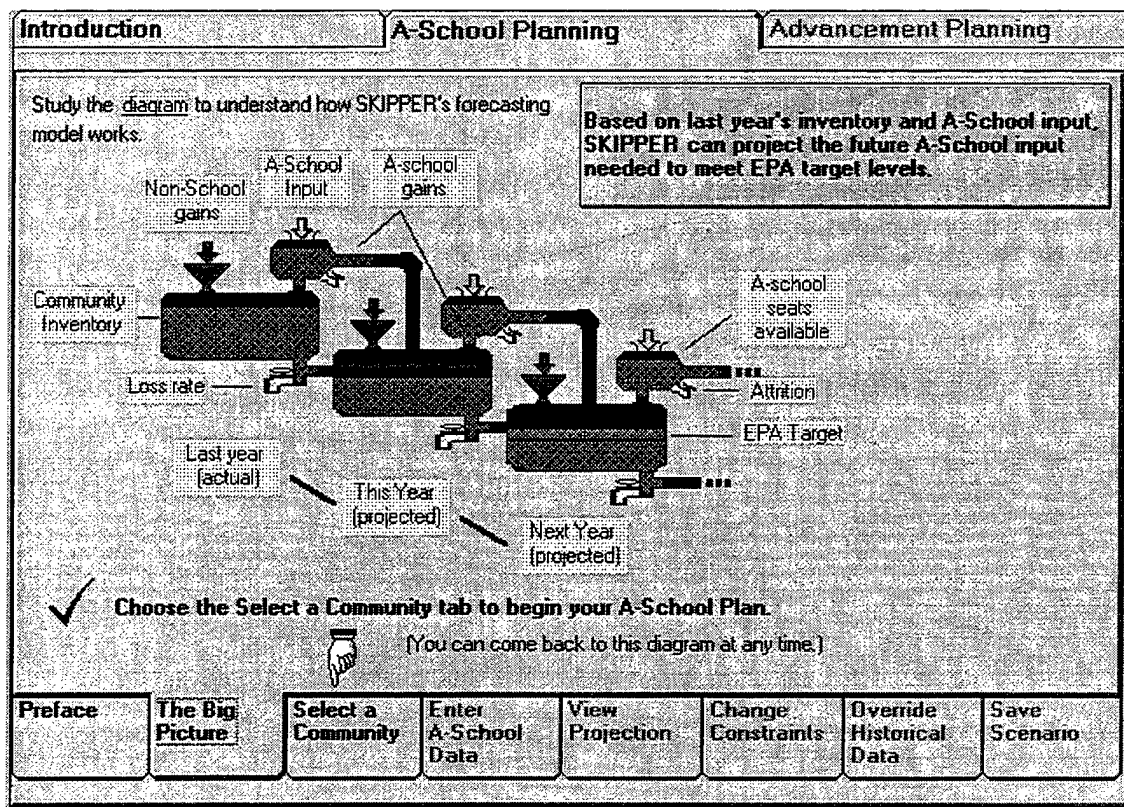 Introduction
A-School Planning
Advancement Planning
Study the diagram to understand how SKIPPER's forecasting
model works.
Based on last year's inventory and A-School input,
SKIPPER can project the future A-School input
needed to meet EPA target levels.
Non-School
gains
A-School
Input
A-school
gains
Community
Inventory
A-school
seats
available
Loss rate
Attrition
EPA Target
Last year
(actual)
This Year
(projected)
Next Year
(projected)
Choose the Select a Community tab to begin your A-School Plan.
(You can come back to this diagram at any time.)
Preface
The Big
Picture
Select a
Community
Enter
A-School
Data
View
Projection
Change
Constraints
Override
Historical
Data
Save
Scenario